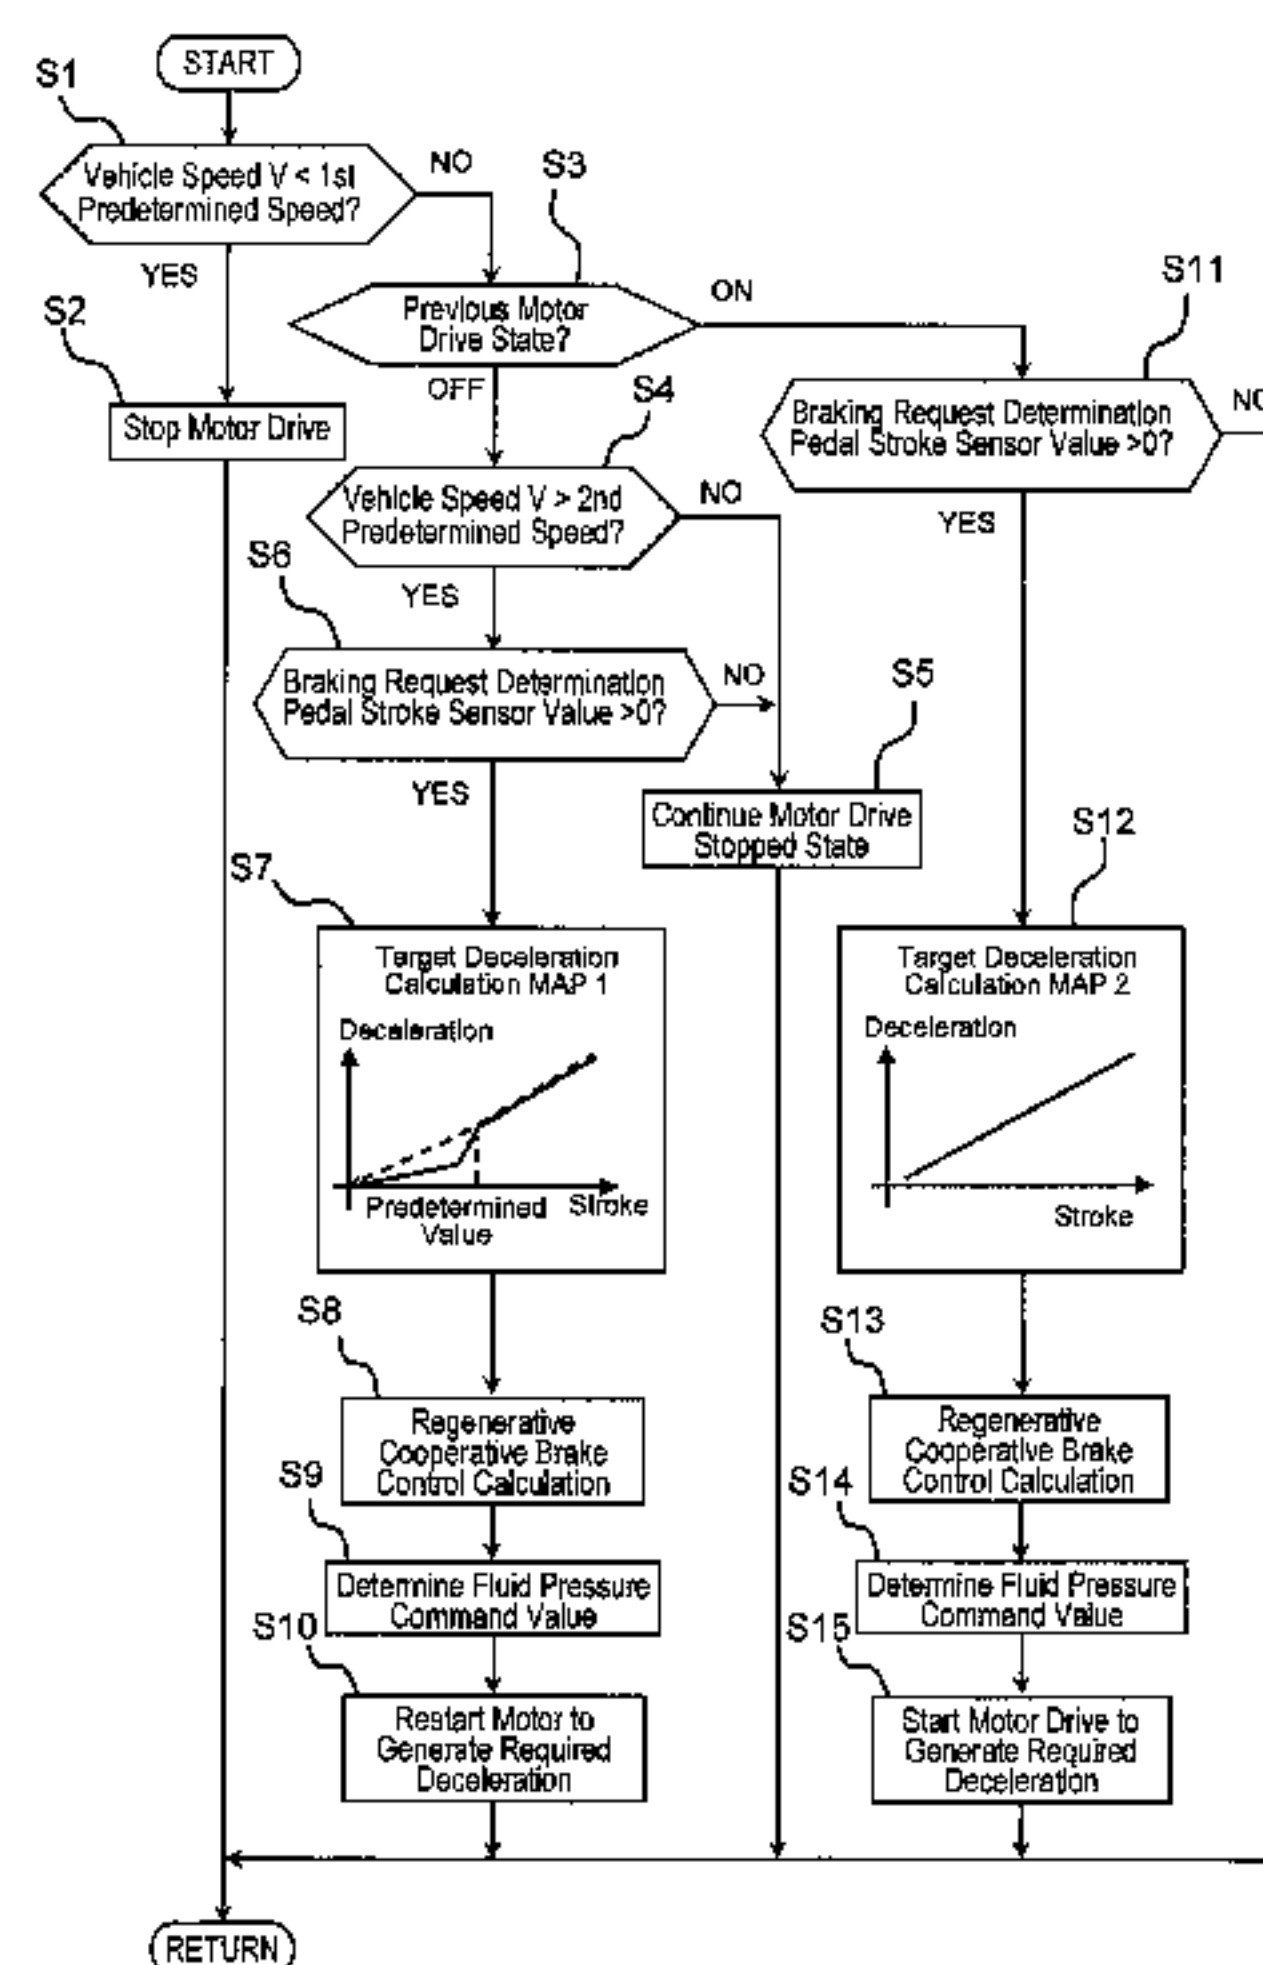 START
S1
Vehicle Speed V < 1st
Predetermined Speed?
NO
YES
S2
Stop Motor Drive
S3
Previous Motor
Drive State?
ON
OFF
S4
Vehicle Speed V > 2nd
Predetermined Speed?
NO
YES
S11
Braking Request Determination
Pedal Stroke Sensor Value >0?
YES
S6
Braking Request Determination
Pedal Stroke Sensor Value >0?
NO
YES
S5
Continue Motor Drive
Stopped State
S7
Target Deceleration
Calculation MAP 1
Deceleration
Predetermined
Value
Stroke
S12
Target Deceleration
Calculation MAP 2
Deceleration
Stroke
S8
Regenerative
Cooperative Brake
Control Calculation
S13
Regenerative
Cooperative Brake
Control Calculation
S9
Determine Fluid Pressure
Command Value
S14
Determine Fluid Pressure
Command Value
S10
Restart Motor to
Generate Required
Deceleration
S15
Start Motor Drive to
Generate Required
Deceleration
RETURN